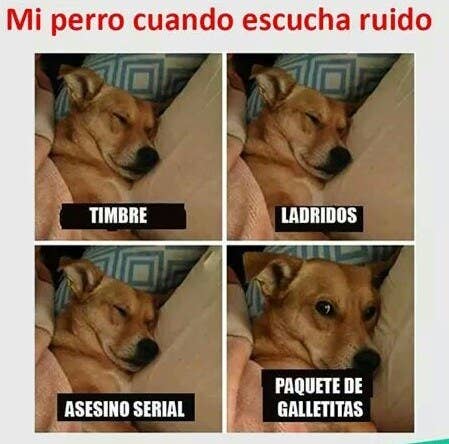 Mi perro cuando escucha ruido
TIMBRE
LADRIDOS
ASESINO SERIAL
PAQUETE DE
GALLETITAS